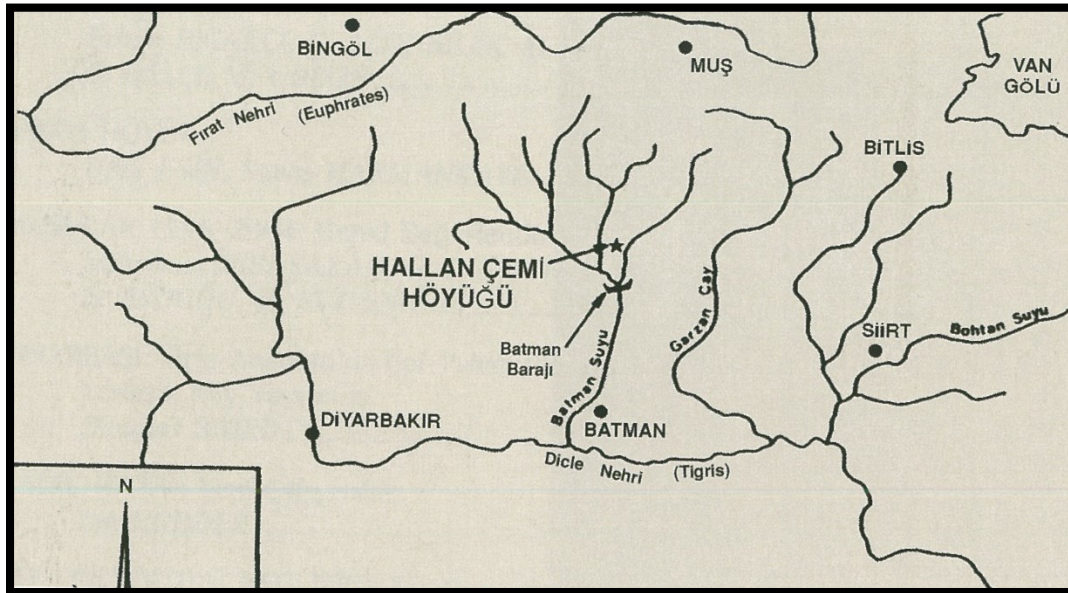 BİNGÖL
MUŞ
VAN
GÖLÜ
Fırat Nehri (Euphrates)
BİTLİS
HALLAN ÇEMİ
HÖYÜĞÜ
Garzan Çay
SİİRT
Bohtan Suyu
Batman
Barajı
Batman Suyu
DİYARBAKIR
BATMAN
Dicle Nehri (Tigris)
N